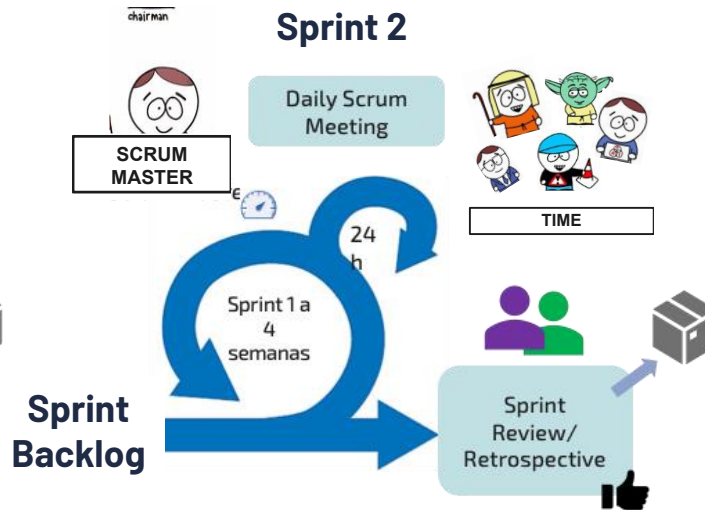 chairman
Sprint 2
Daily Scrum
Meeting
SCRUM
MASTER
TIME
24
h
Sprint 1 a
4
semanas
Sprint
Backlog
Sprint
Review/
Retrospective